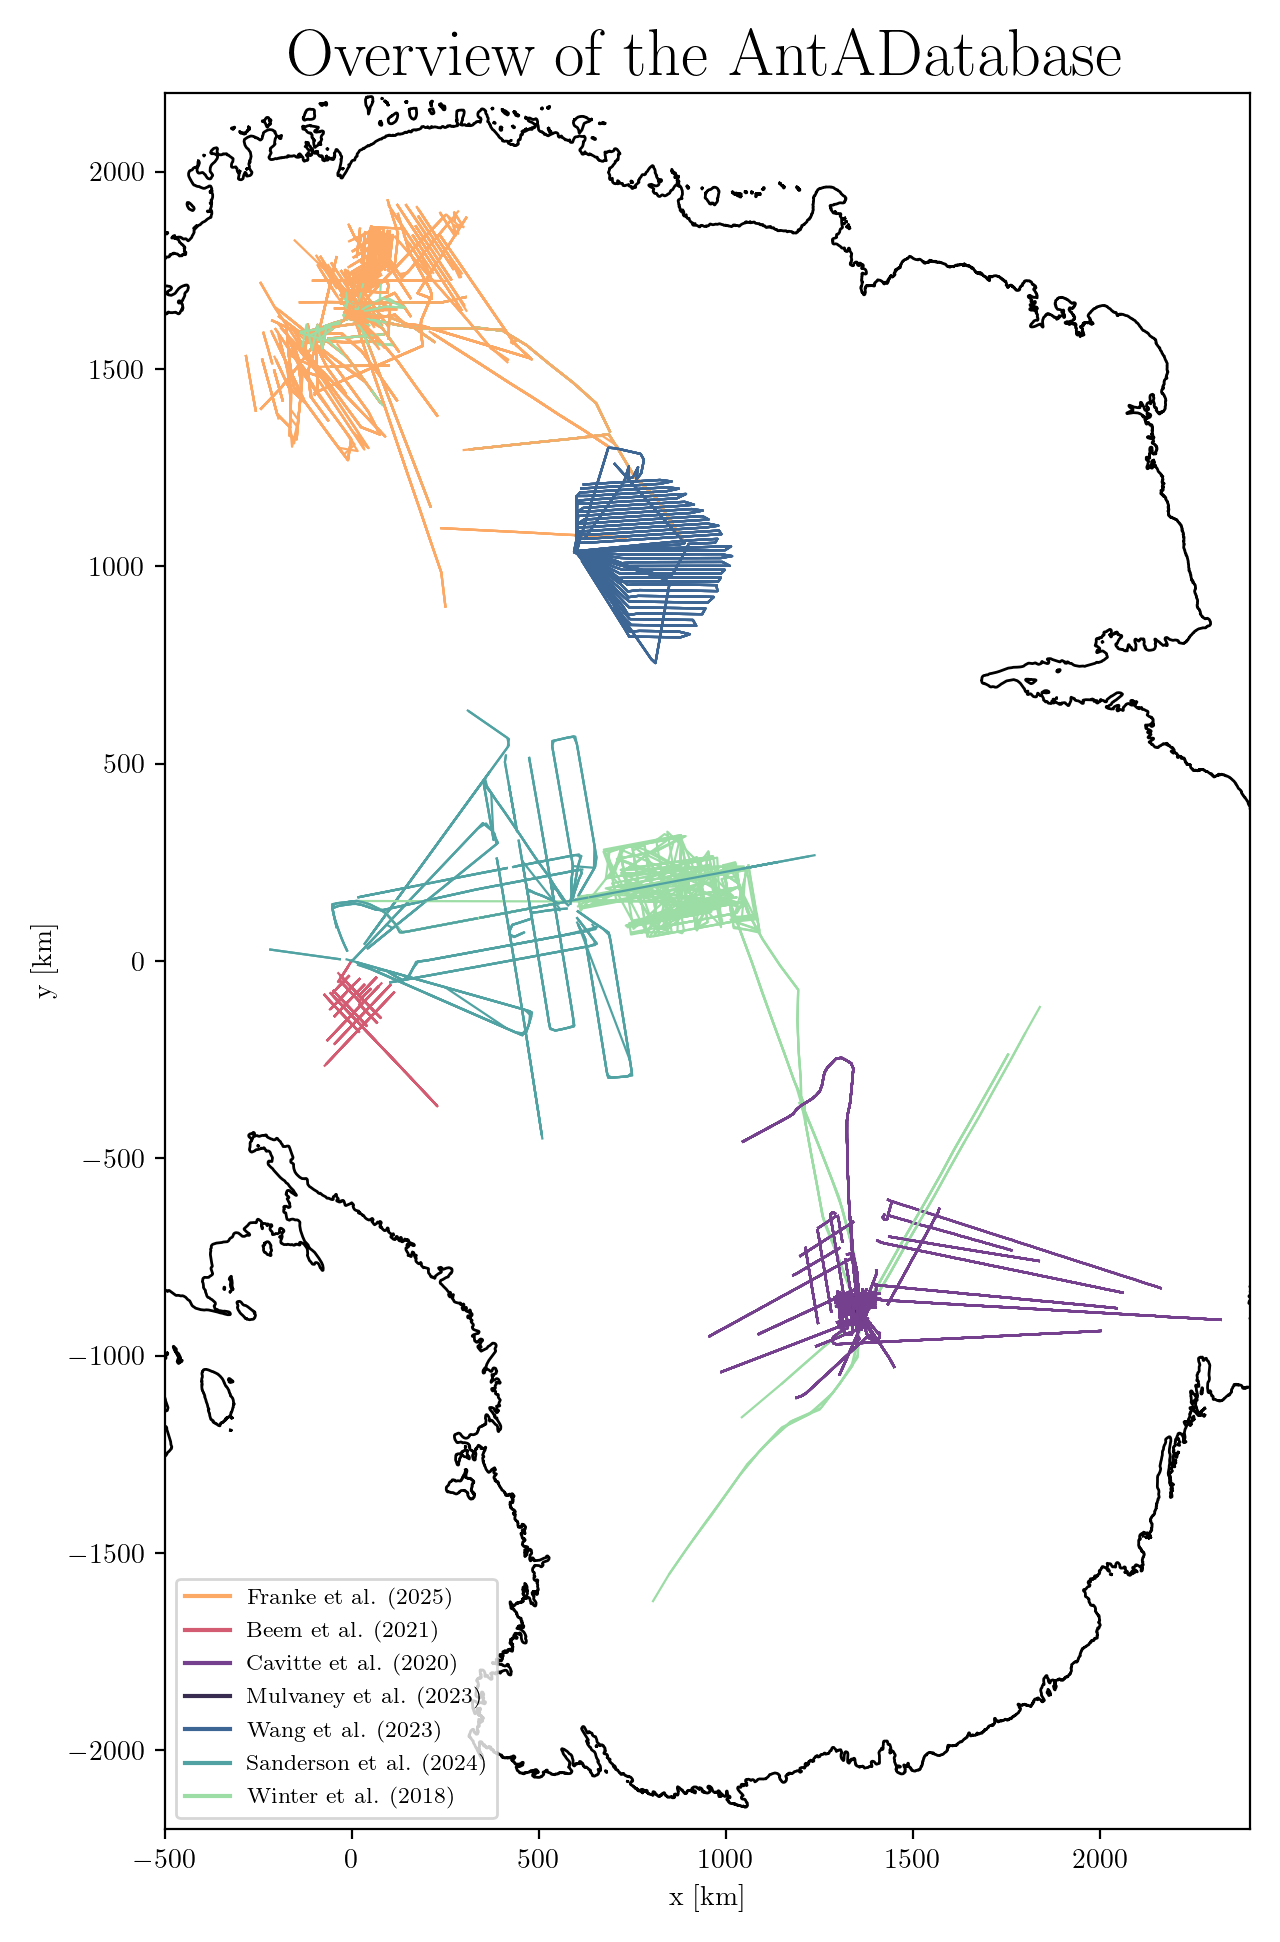 Overview of the AntADatabase
2000
1500
1000
500
0
−500
−1000
−1500
−2000
y [km]
Franke et al. (2025)
Beem et al. (2021)
Cavitte et al. (2020)
Mulvaney et al. (2023)
Wang et al. (2023)
Sanderson et al. (2024)
Winter et al. (2018)
−500
0
500
1000
1500
2000
x [km]